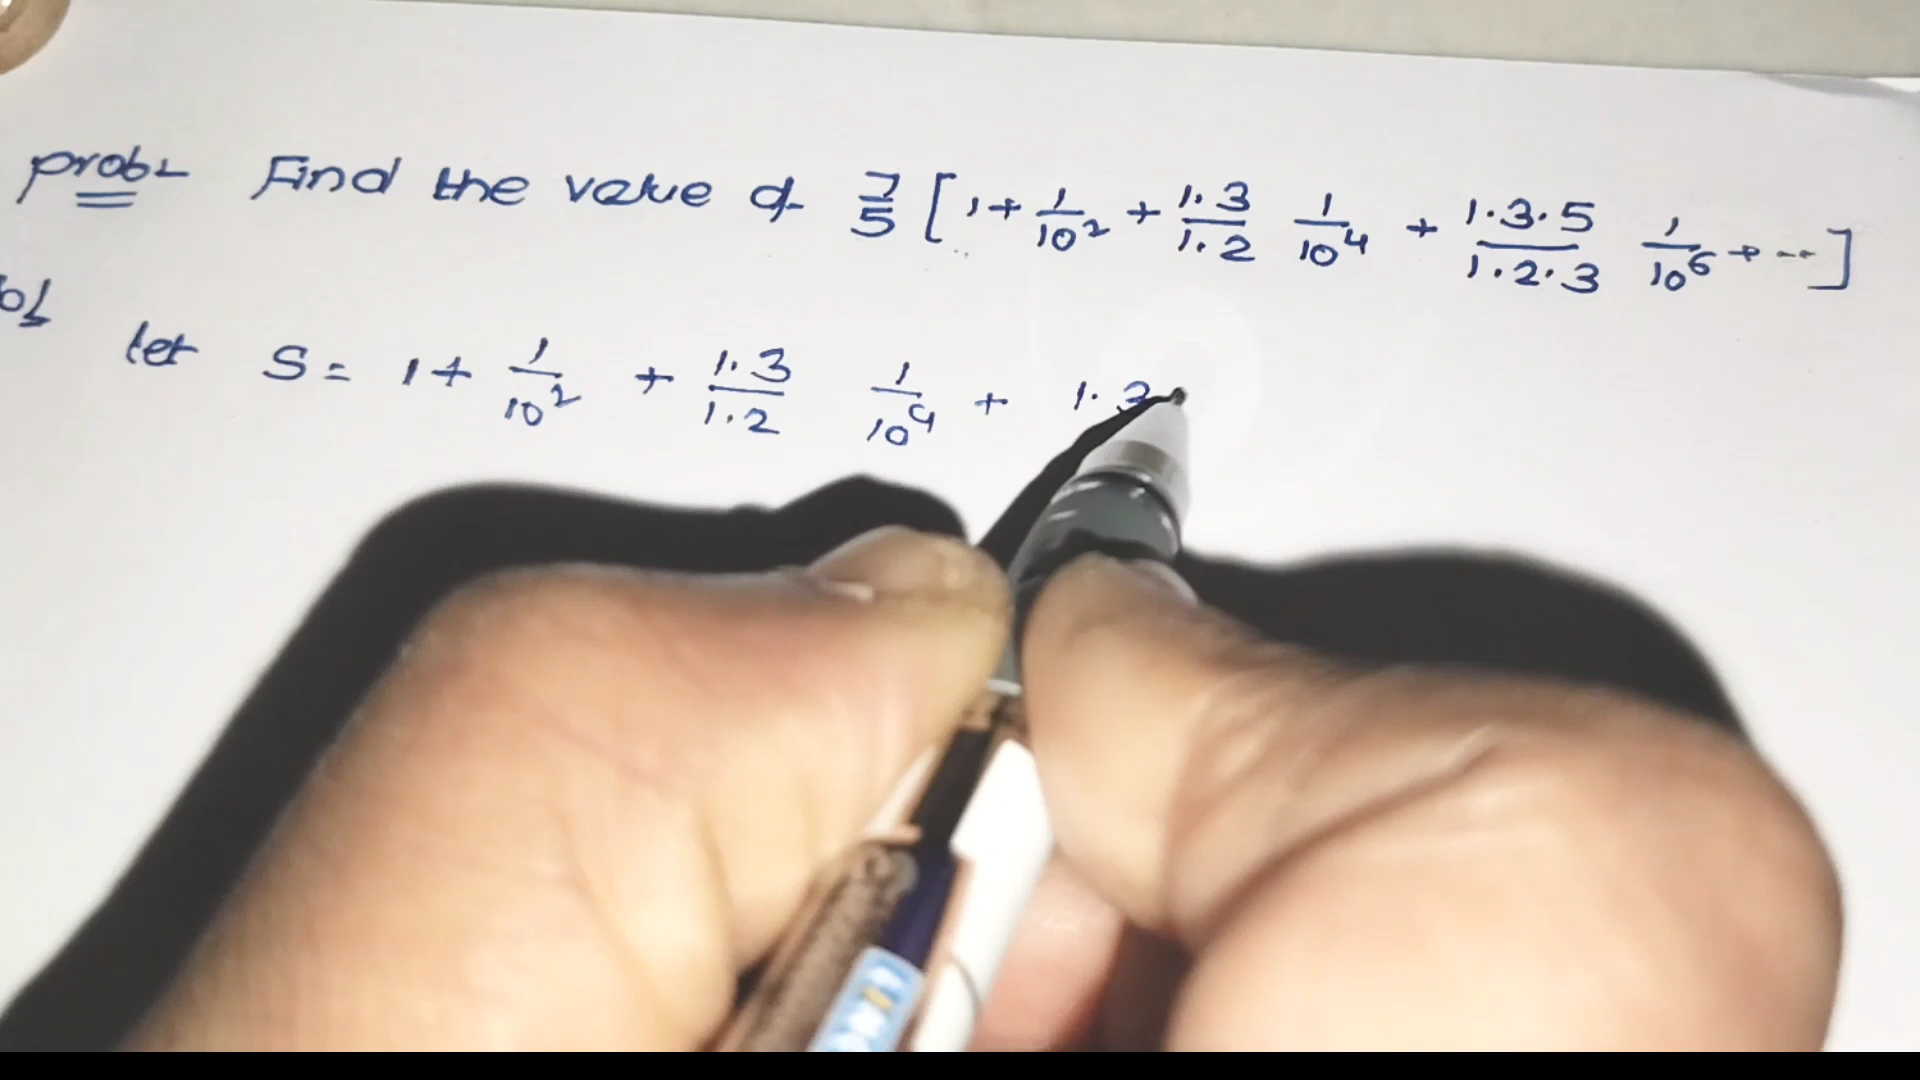 prob:- Find the value of 7/5 [1 + 1/10² + 1.3/1.2 1/10⁴ + 1.3.5/1.2.3 1/10⁶ + --]
let S = 1 + 1/10² + 1.3/1.2 1/10⁴ + 1.3